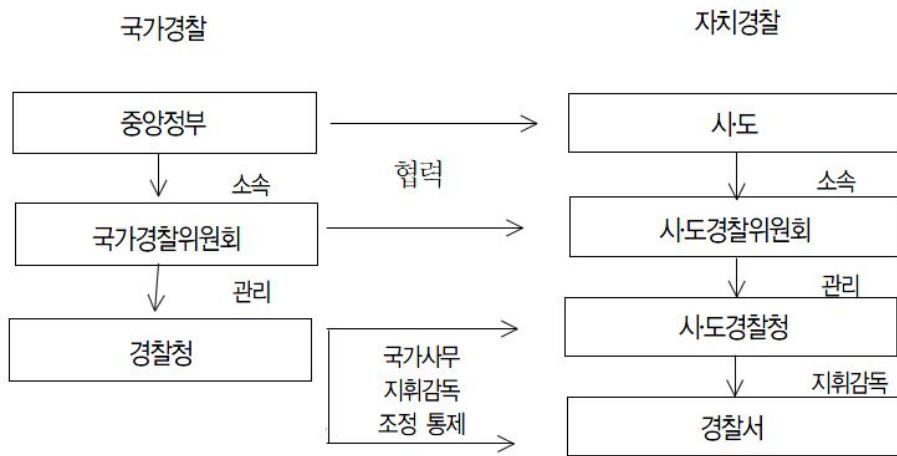 국가경찰
자치경찰
중앙정부
시·도
소속
협력
소속
국가경찰위원회
시·도경찰위원회
관리
관리
경찰청
시·도경찰청
국가사무
지휘감독
조정 통제
지휘감독
경찰서